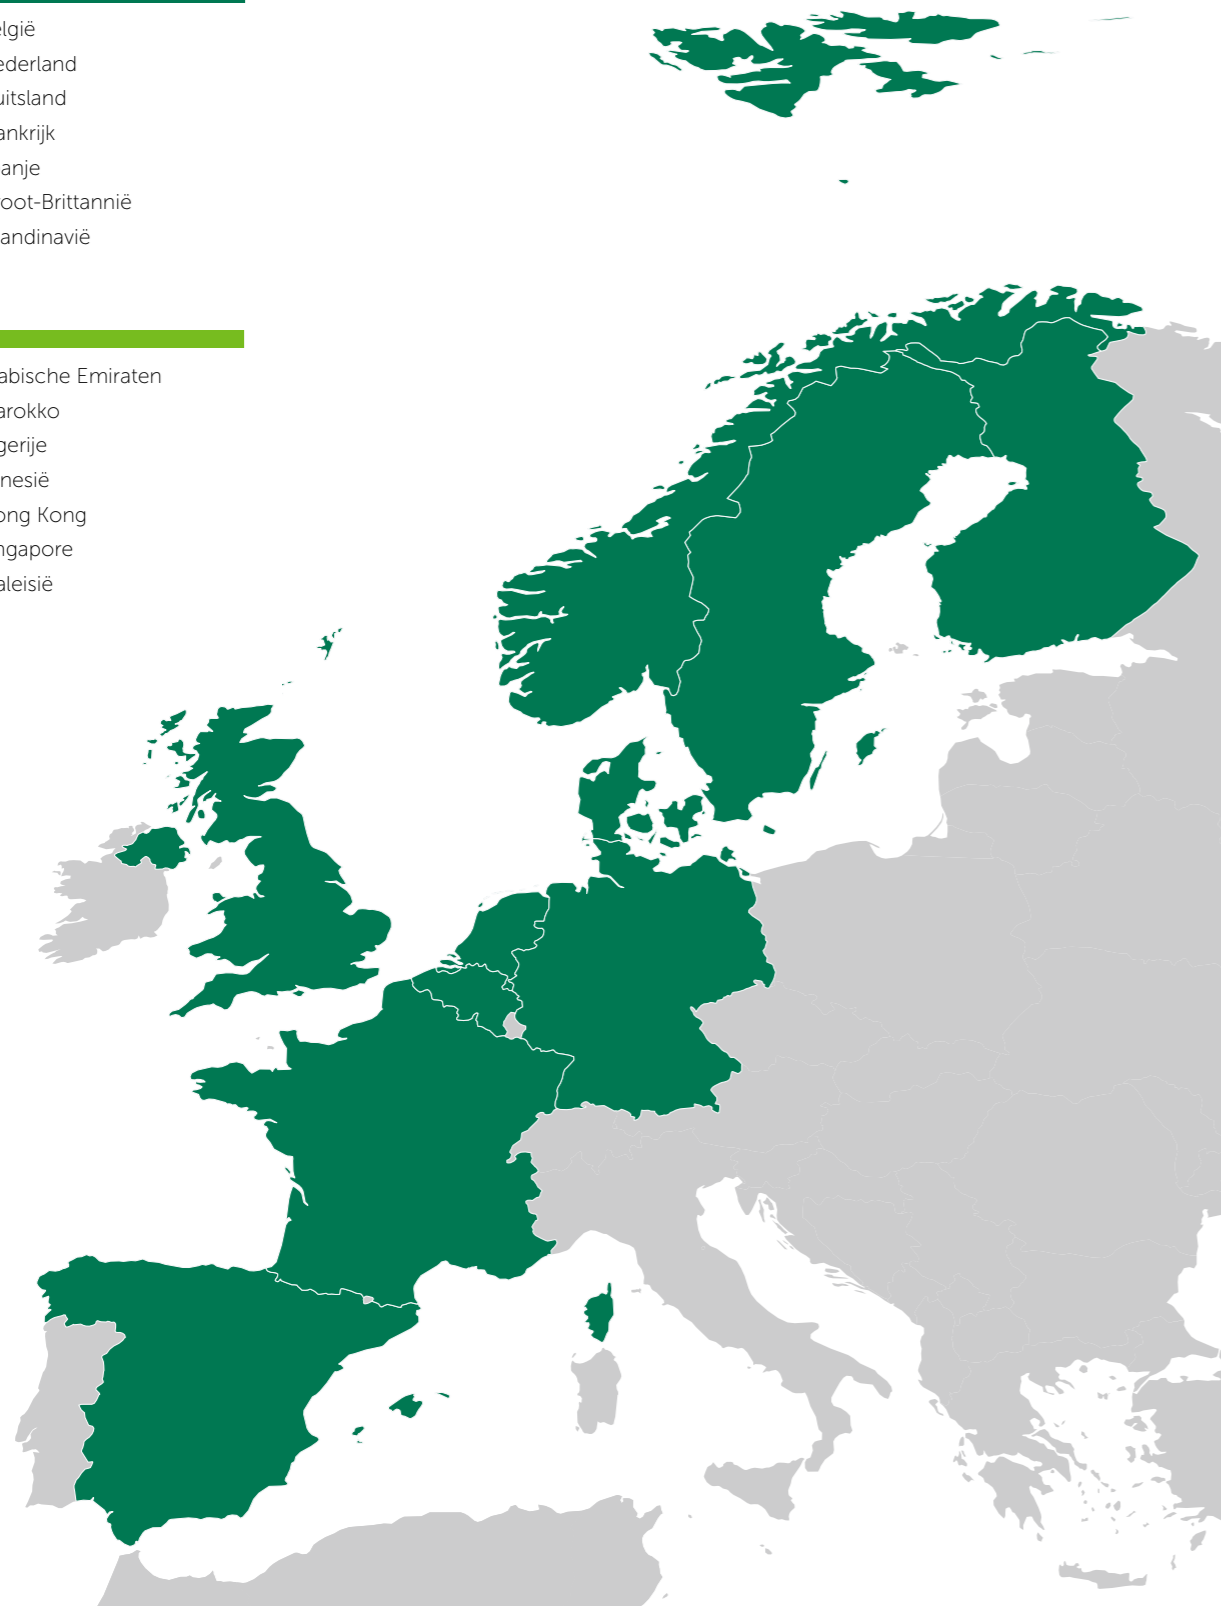 elgië
ederland
uitsland
ankrijk
anje
oot-Brittannië
andinavië
abische Emiraten
arokko
gerije
nesië
ong Kong
ngapore
aleisië